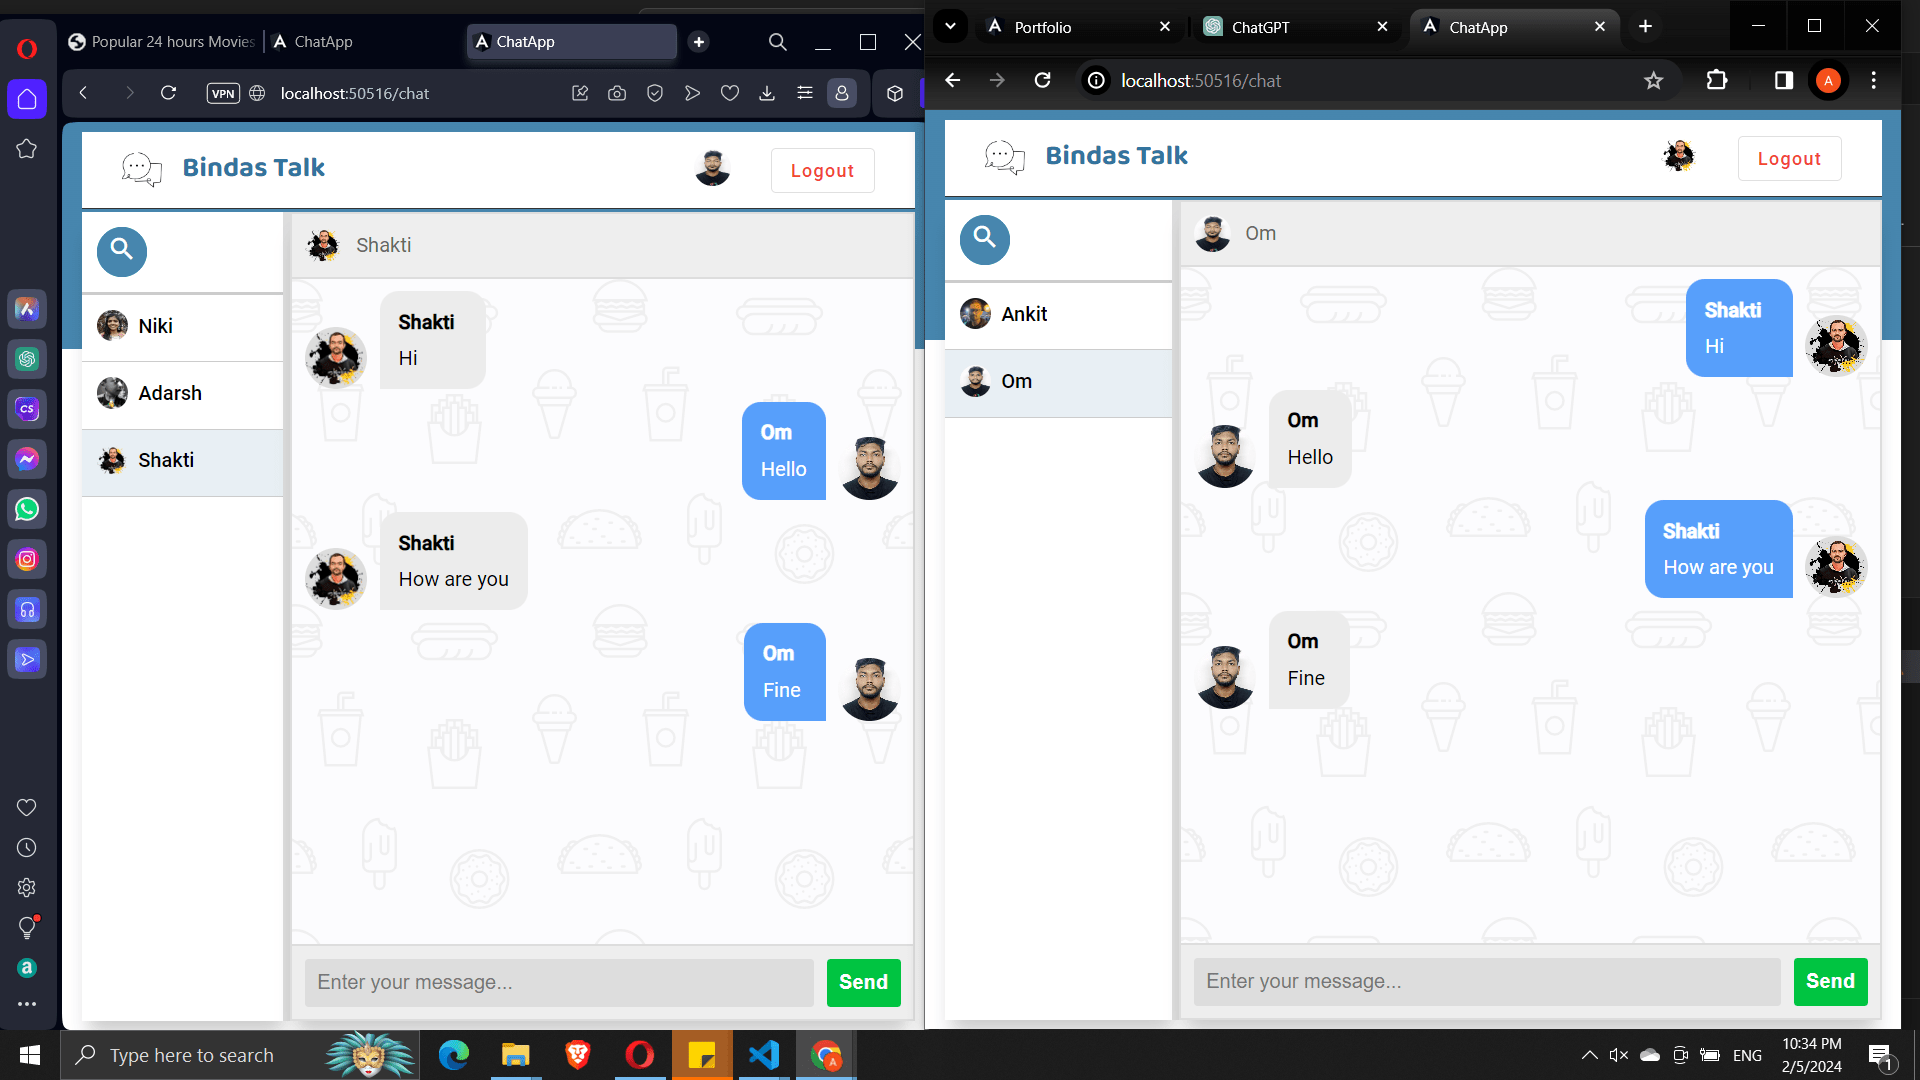 Popular 24 hours Movies
ChatApp
ChatApp
VPN
localhost:50516/chat
Bindas Talk
Logout
Shakti
Niki
Adarsh
Shakti
Shakti
Hi
Om
Hello
Shakti
How are you
Om
Fine
Enter your message...
Send
CS
a
Portfolio
ChatGPT
ChatApp
localhost:50516/chat
A
Bindas Talk
Logout
Om
Ankit
Om
Shakti
Hi
Om
Hello
Shakti
How are you
Om
Fine
Enter your message...
Send
Type here to search
A
ENG
10:34 PM
2/5/2024
1